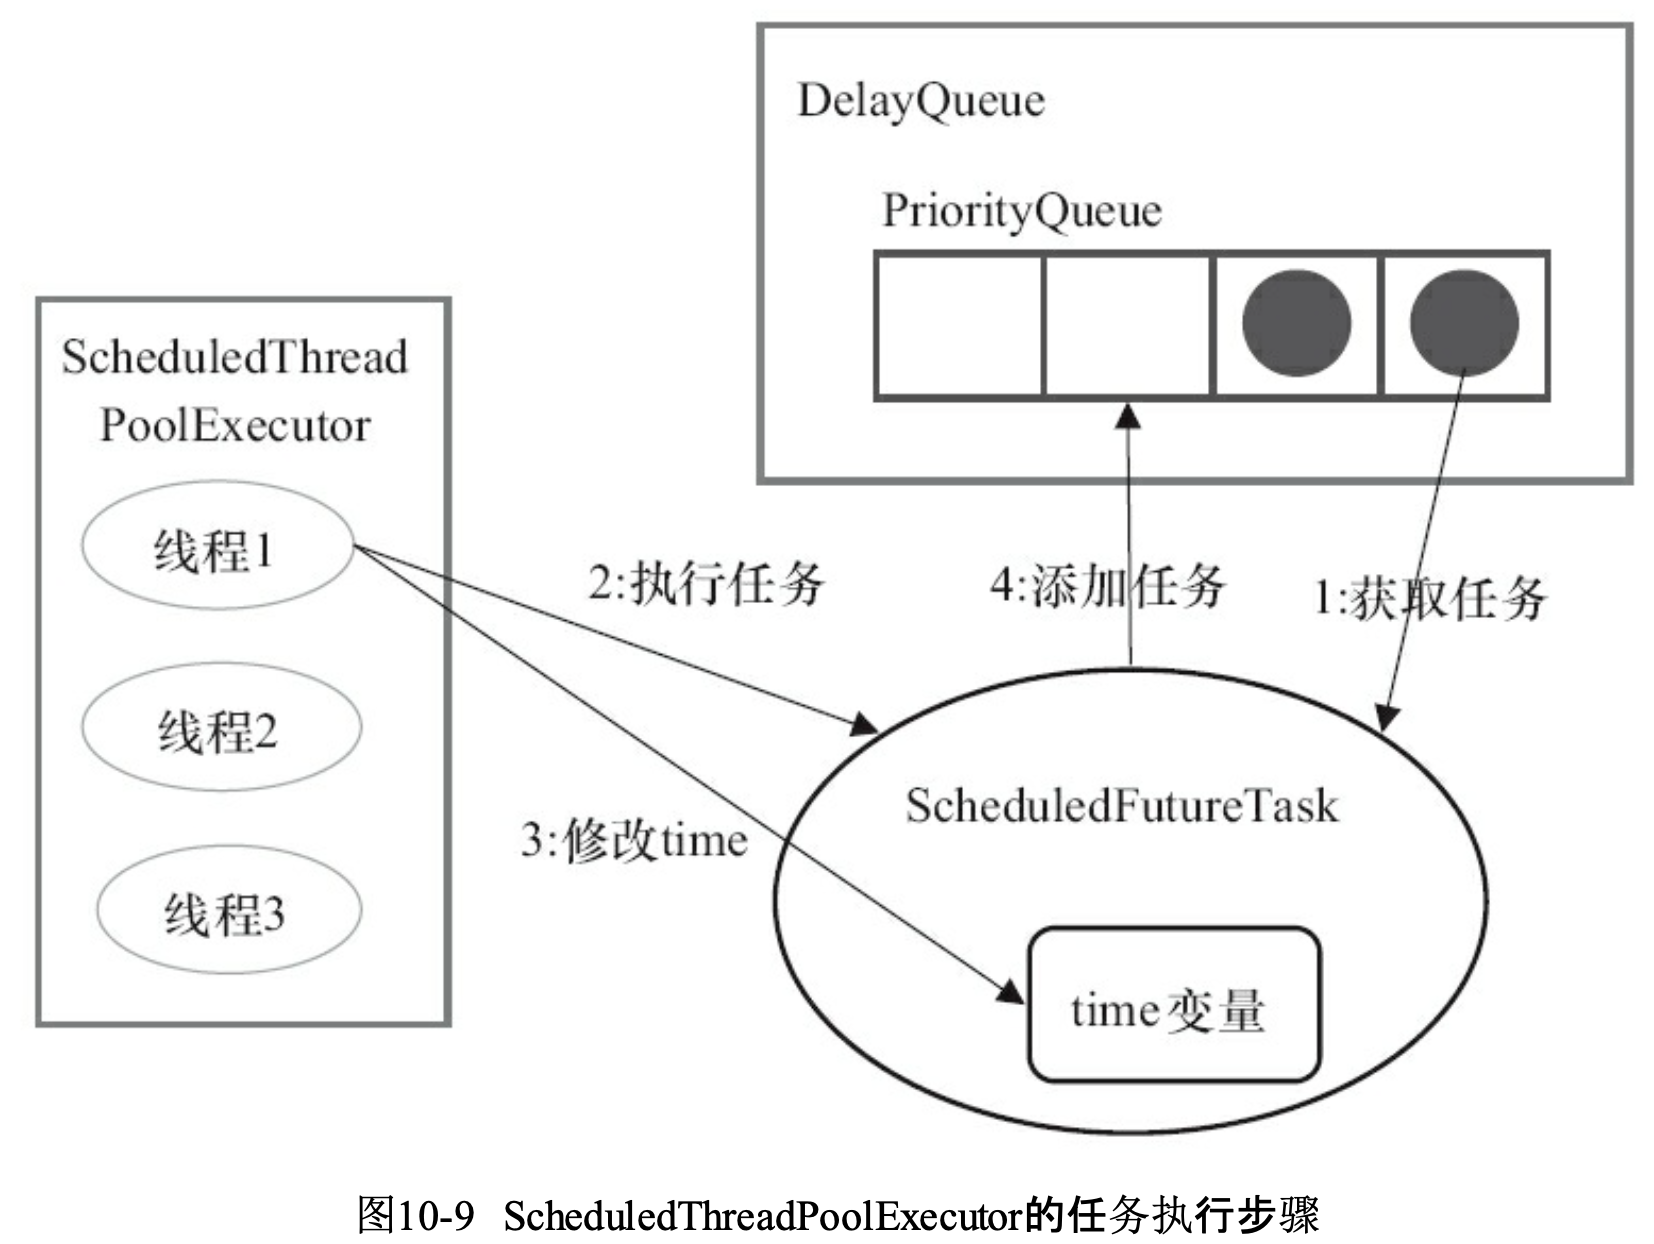 DelayQueue
PriorityQueue
ScheduledThread
PoolExecutor
线程1
线程2
线程3
2:执行任务
4:添加任务
1:获取任务
3:修改time
ScheduledFutureTask
time变量
图10-9 ScheduledThreadPoolExecutor的任务执行步骤